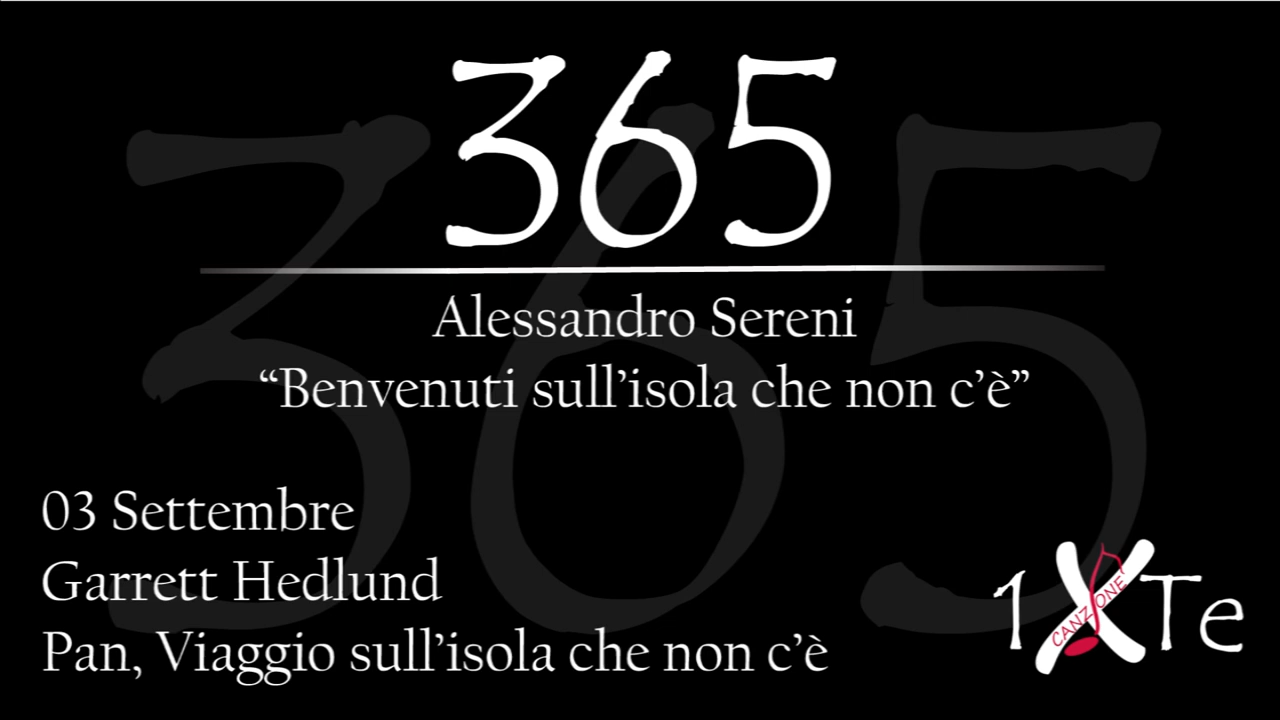 365
Alessandro Sereni
“Benvenuti sull’isola che non c’è”
03 Settembre
Garrett Hedlund
Pan, Viaggio sull’isola che non c’è
1 X Te
CANZONE